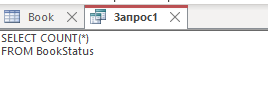 Book Запрос1
SELECT COUNT(*)
FROM BookStatus